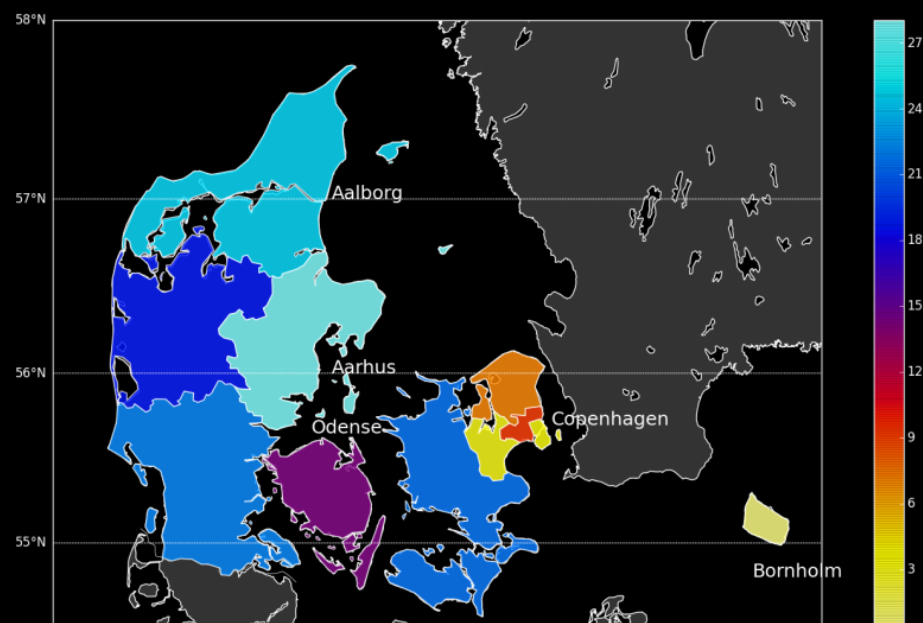 58°N
57°N
56°N
55°N
Aalborg
Aarhus
Odense
Copenhagen
Bornholm
27
24
21
18
15
12
9
6
3